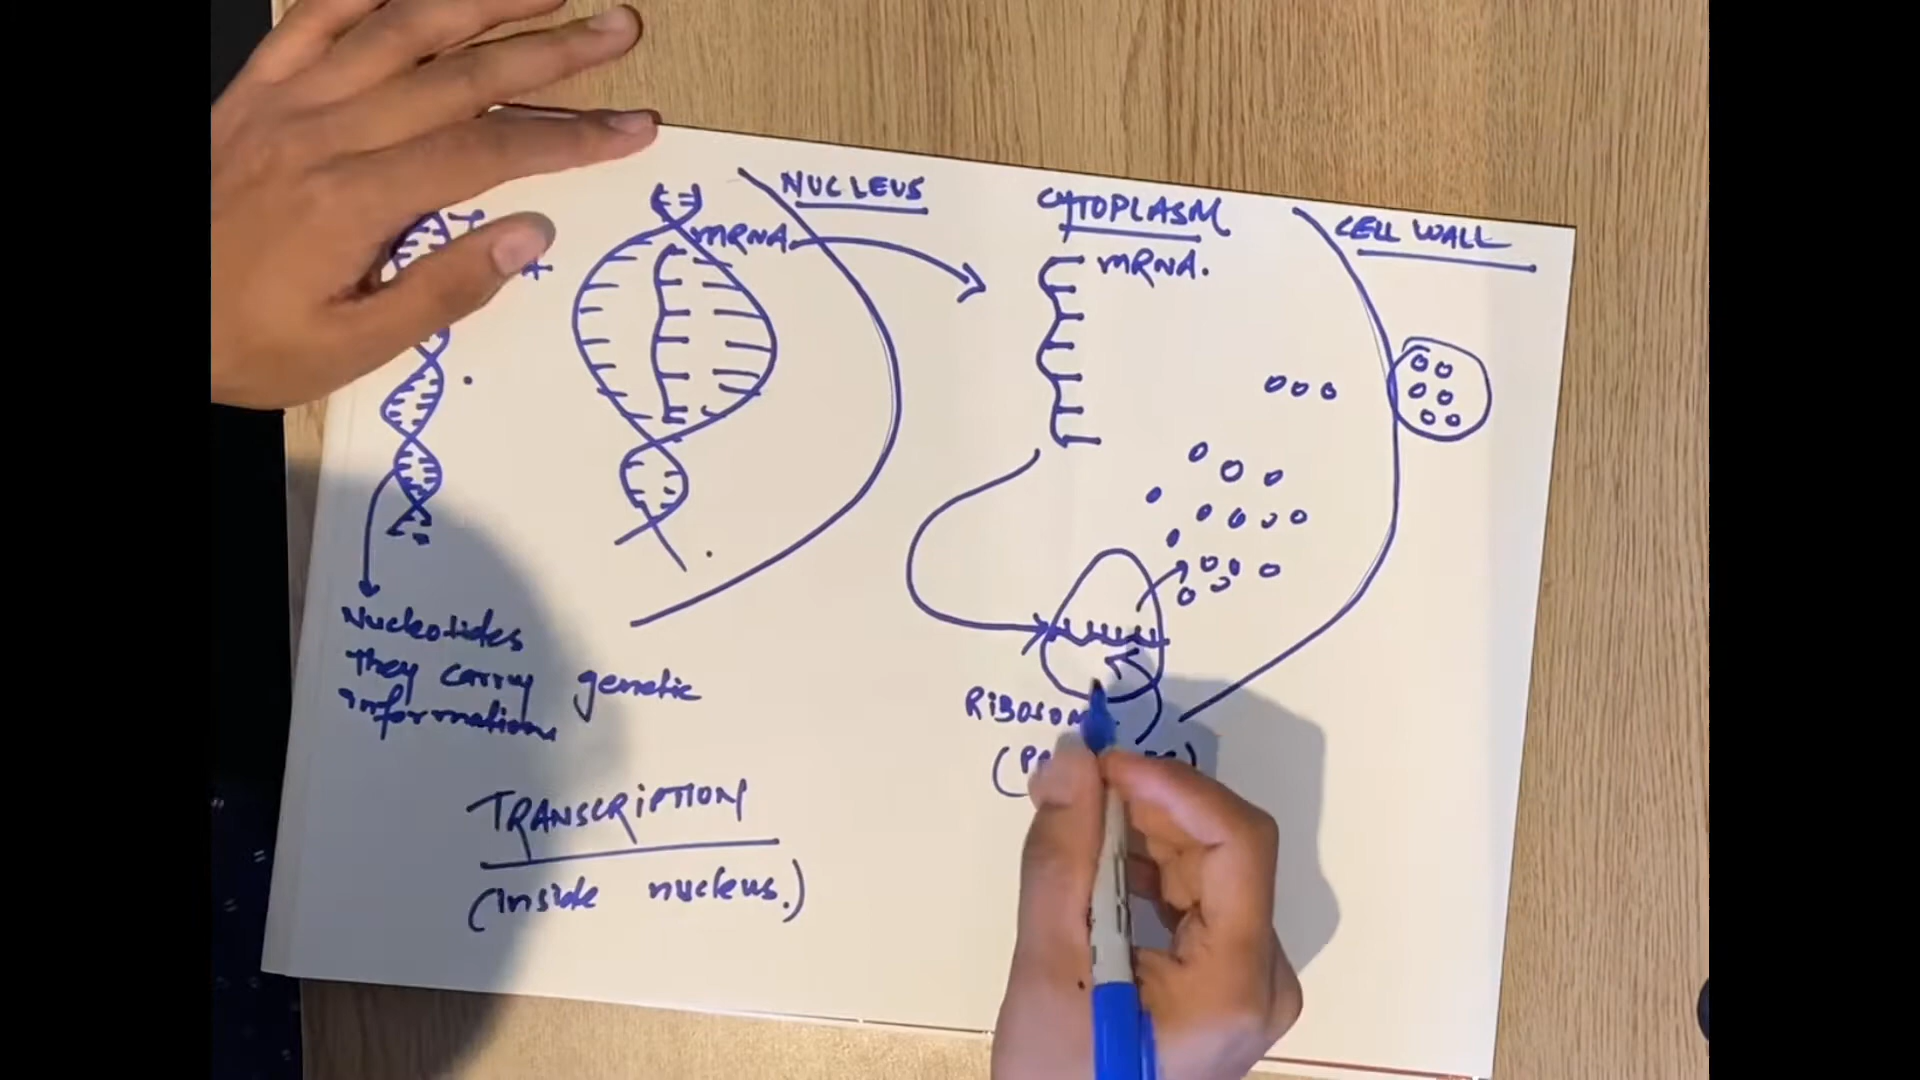 NUCLEUS
CYTOPLASM
CELL WALL
mRNA
mRNA.
Nucleotides
They carry genetic
informations
RiBosom
TRANSCRiPTION
(inside nucleus.)